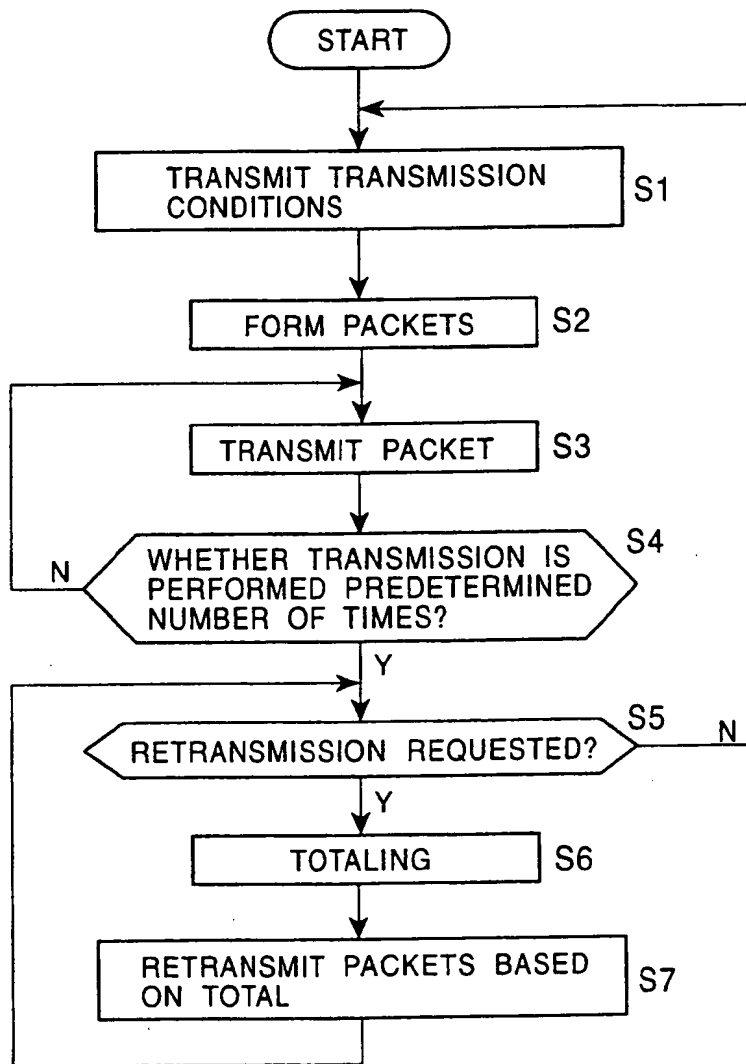 START
TRANSMIT TRANSMISSION
CONDITIONS
S1
FORM PACKETS
S2
TRANSMIT PACKET
S3
S4
WHETHER TRANSMISSION IS
PERFORMED PREDETERMINED
NUMBER OF TIMES?
N
Y
S5
RETRANSMISSION REQUESTED?
N
Y
TOTALING
S6
RETRANSMIT PACKETS BASED
ON TOTAL
S7